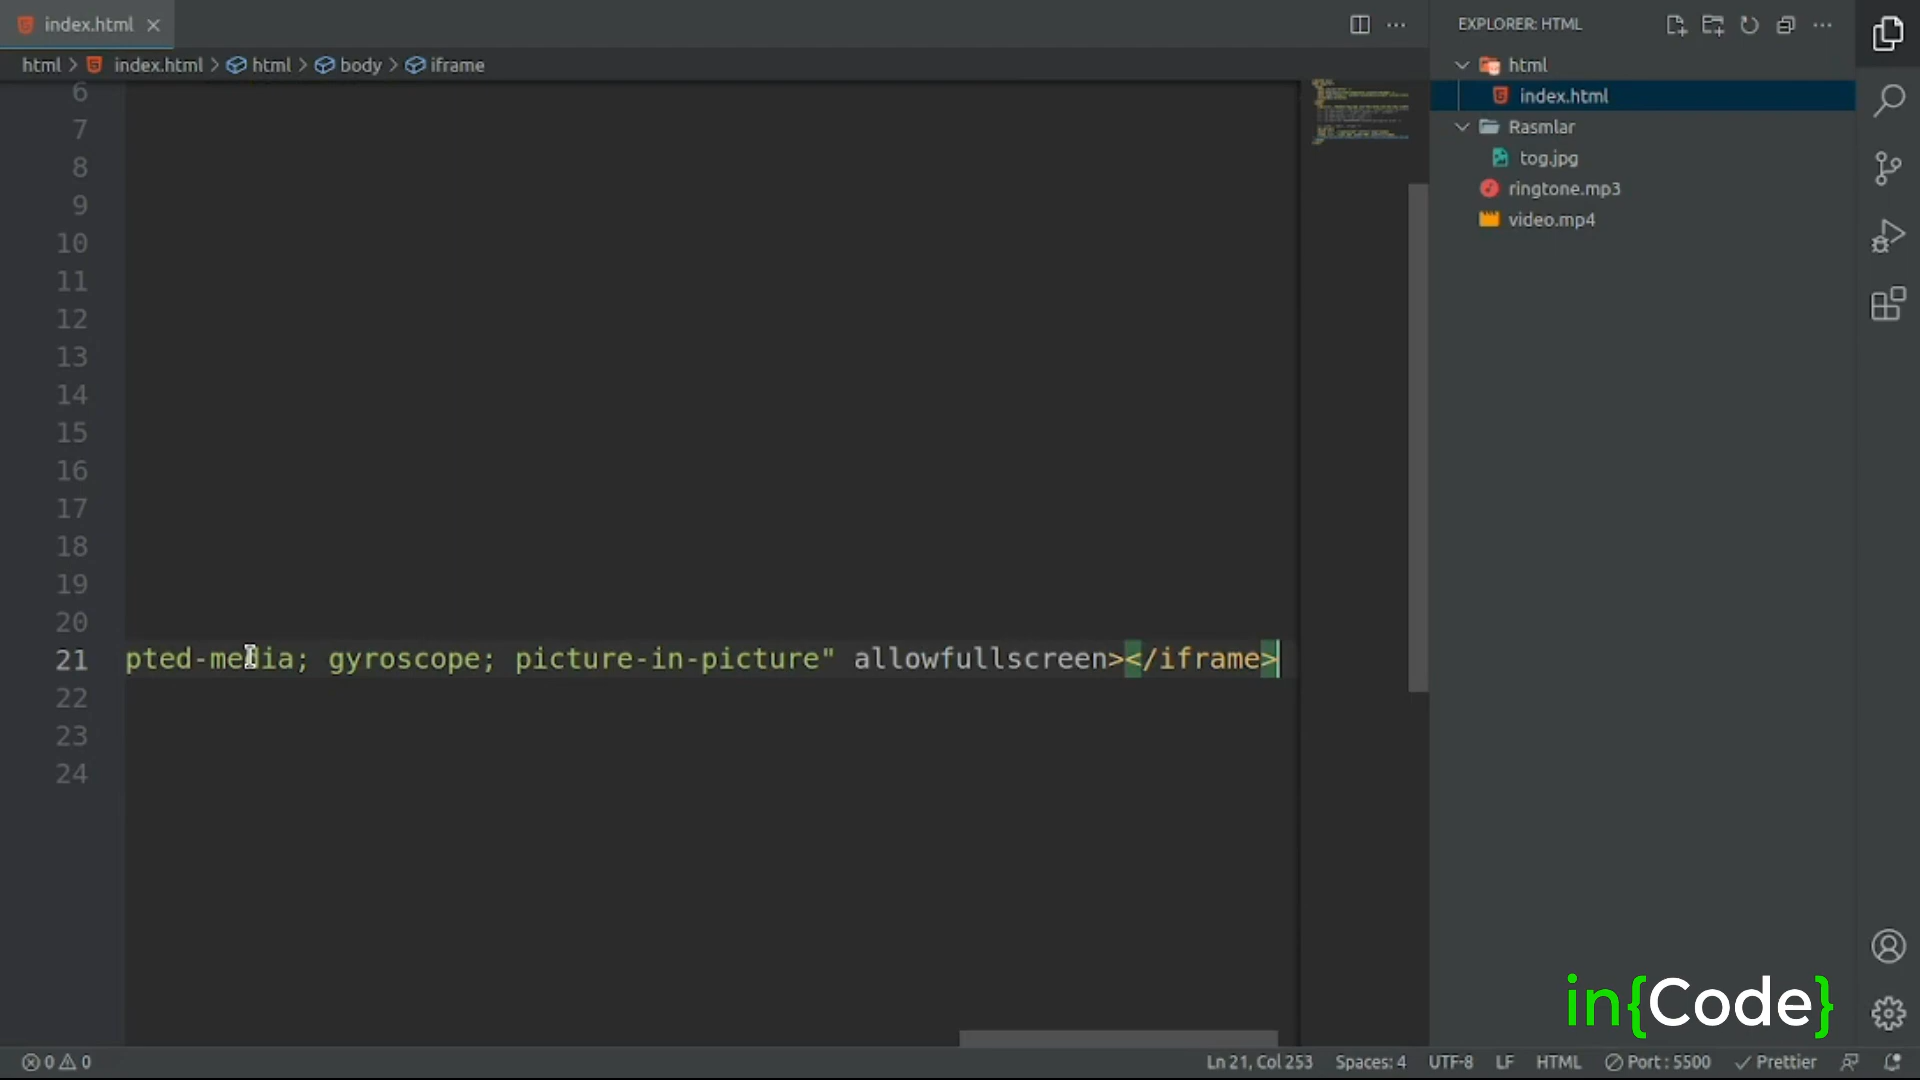 index.html
EXPLORER: HTML
html > index.html > html > body > iframe
html
index.html
Rasmlar
tog.jpg
ringtone.mp3
video.mp4
6
7
8
9
10
11
12
13
14
15
16
17
18
19
20
21 pted-media; gyroscope; picture-in-picture" allowfullscreen></iframe>
22
23
24
in{Code}
0 0 Ln 21, Col 253 Spaces: 4 UTF-8 LF HTML Port : 5500 Prettier